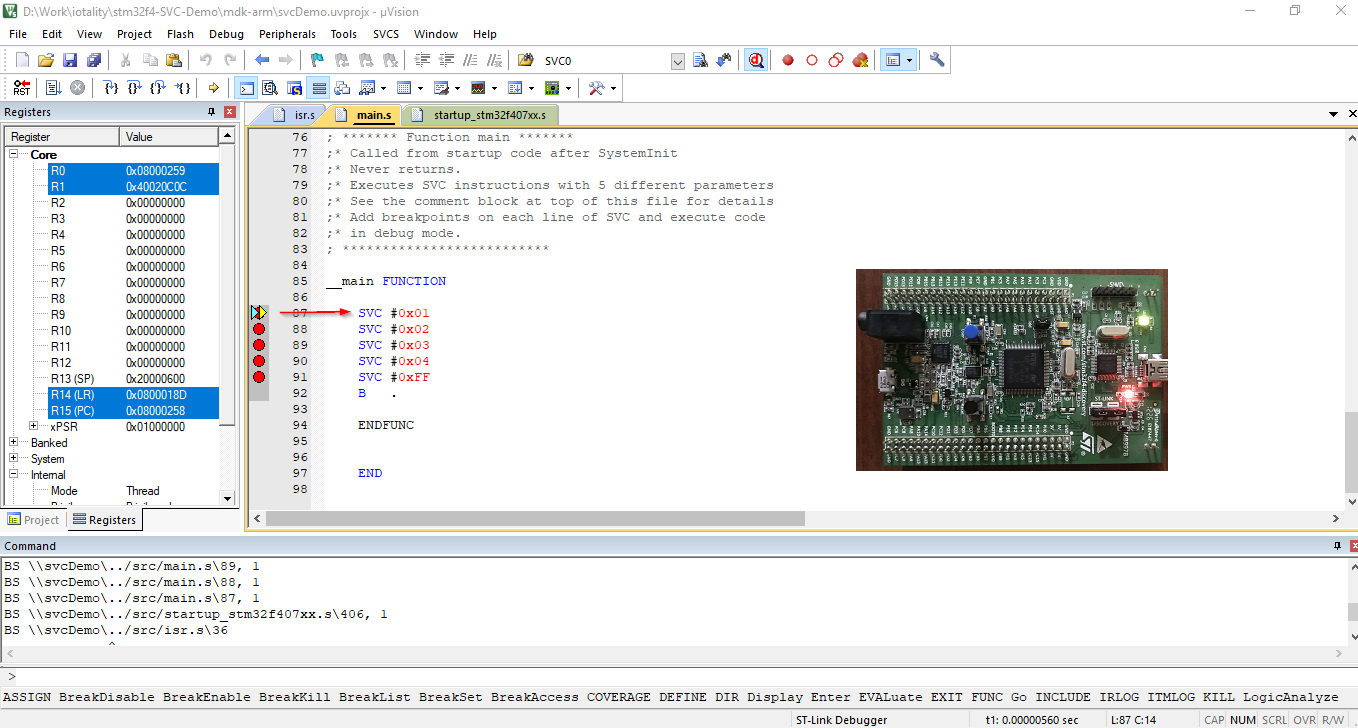 D:\Work\iotality\stm32f4-SVC-Demo\mdk-arm\svcDemo.uvprojx - µVision
File Edit View Project Flash Debug Peripherals Tools SVCS Window Help
SVC0
RST
Registers
isr.s main.s startup_stm32f407xx.s
Register Value
Core
R0 0x08000259
R1 0x40020C0C
R2 0x00000000
R3 0x00000000
R4 0x00000000
R5 0x00000000
R6 0x00000000
R7 0x00000000
R8 0x00000000
R9 0x00000000
R10 0x00000000
R11 0x00000000
R12 0x00000000
R13 (SP) 0x20000600
R14 (LR) 0x0800018D
R15 (PC) 0x08000258
xPSR 0x01000000
Banked
System
Internal
Mode Thread
Project Registers
76 ; ******* Function main *******
77 ;* Called from startup code after SystemInit
78 ;* Never returns.
79 ;* Executes SVC instructions with 5 different parameters
80 ;* See the comment block at top of this file for details
81 ;* Add breakpoints on each line of SVC and execute code
82 ;* in debug mode.
83 ; **************************
84
85 __main FUNCTION
86
87 SVC #0x01
88 SVC #0x02
89 SVC #0x03
90 SVC #0x04
91 SVC #0xFF
92 B .
93
94 ENDFUNC
95
96
97 END
98
SWD
ST-LINK
DISCOVERY
MB997B
Command
BS \\svcDemo\../src/main.s\89, 1
BS \\svcDemo\../src/main.s\88, 1
BS \\svcDemo\../src/main.s\87, 1
BS \\svcDemo\../src/startup_stm32f407xx.s\406, 1
BS \\svcDemo\../src/isr.s\36
^
>
ASSIGN BreakDisable BreakEnable BreakKill BreakList BreakSet BreakAccess COVERAGE DEFINE DIR Display Enter EVALuate EXIT FUNC Go INCLUDE IRLOG ITMLOG KILL LogicAnalyze
ST-Link Debugger t1: 0.00000560 sec L:87 C:14 CAP NUM SCRL OVR R/W